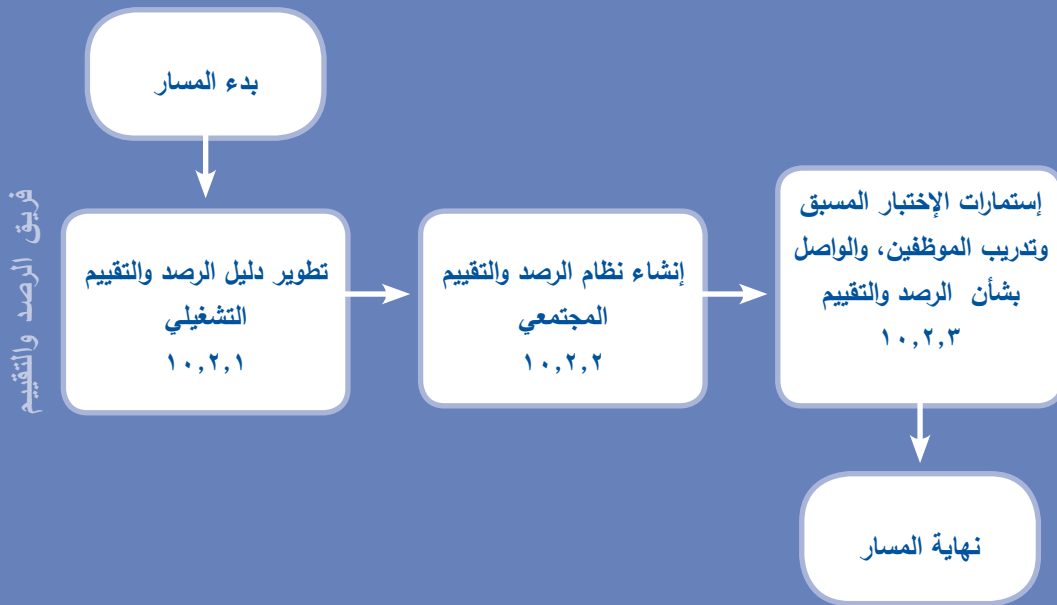 بدء المسار
فريق الرصد والتقييم
تطوير دليل الرصد والتقييم
التشغيلي
١٠,٢,١
إنشاء نظام الرصد والتقييم
المجتمعي
١٠,٢,٢
إستمارات الإختبار المسبق
وتدريب الموظفين، والواصل
بشأن الرصد والتقييم
١٠,٢,٣
نهاية المسار